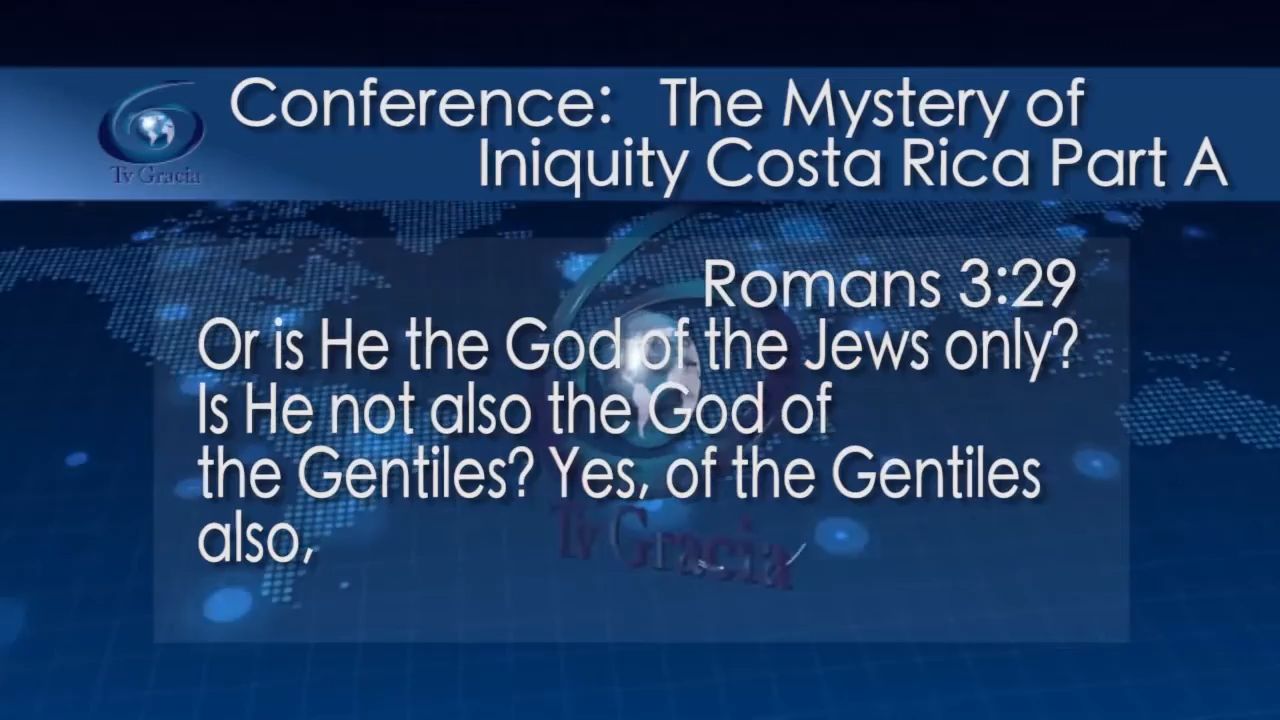 Conference: The Mystery of
Iniquity Costa Rica Part A
Tv Gracia
Romans 3:29
Or is He the God of the Jews only?
Is He not also the God of
the Gentiles? Yes, of the Gentiles
also,
Tv Gracia